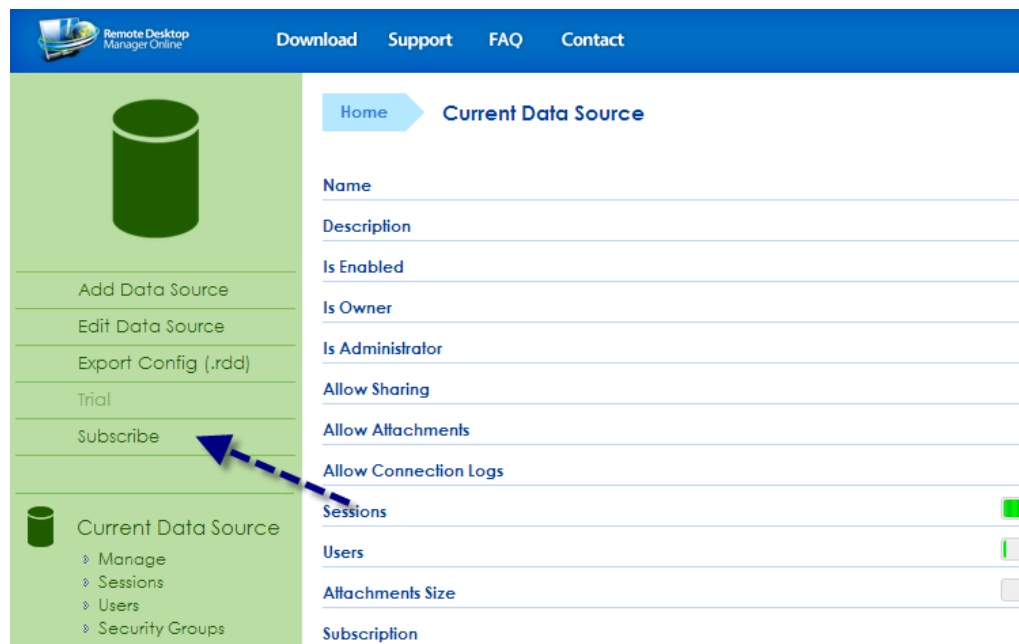 Remote Desktop
Manager Online
Download Support FAQ Contact
Home Current Data Source
Add Data Source
Edit Data Source
Export Config (.rdd)
Trial
Subscribe
Current Data Source
Manage
Sessions
Users
Security Groups
Name
Description
Is Enabled
Is Owner
Is Administrator
Allow Sharing
Allow Attachments
Allow Connection Logs
Sessions
Users
Attachments Size
Subscription